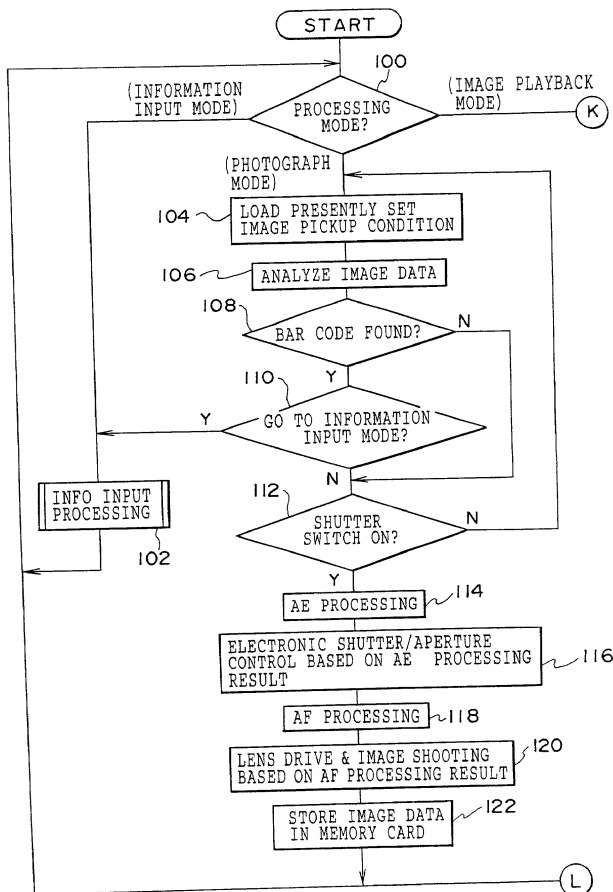 START
100
(INFORMATION
INPUT MODE)
(IMAGE PLAYBACK
MODE)
PROCESSING
MODE?
K
(PHOTOGRAPH
MODE)
104
LOAD PRESENTLY SET
IMAGE PICKUP CONDITION
106
ANALYZE IMAGE DATA
108
BAR CODE FOUND?
N
Y
110
GO TO INFORMATION
INPUT MODE?
Y
N
INFO INPUT
PROCESSING
102
112
SHUTTER
SWITCH ON?
N
Y
AE PROCESSING
114
ELECTRONIC SHUTTER/APERTURE
CONTROL BASED ON AE PROCESSING
RESULT
116
AF PROCESSING
118
LENS DRIVE & IMAGE SHOOTING
BASED ON AF PROCESSING RESULT
120
STORE IMAGE DATA
IN MEMORY CARD
122
L